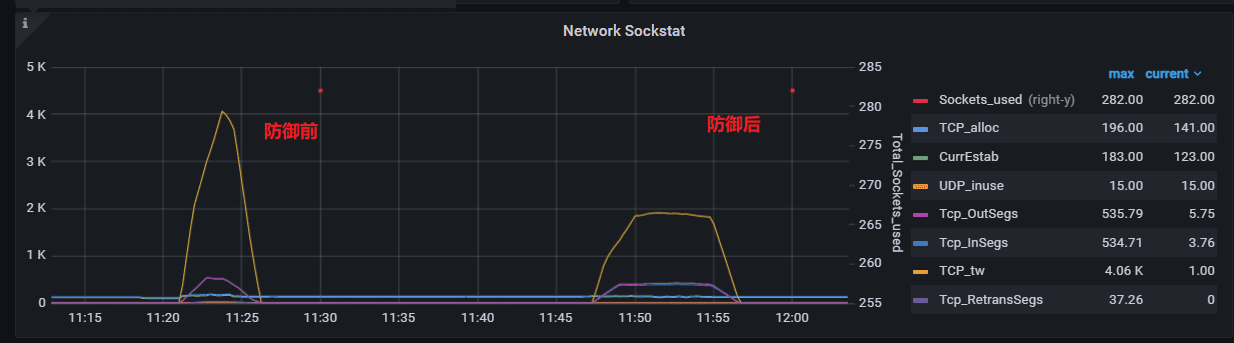 i
Network Sockstat
5 K
4 K
3 K
2 K
1 K
0
285
280
275
270
265
260
255
Total_Sockets_used
11:15 11:20 11:25 11:30 11:35 11:40 11:45 11:50 11:55 12:00
防御前
防御后
max current
Sockets_used (right-y) 282.00 282.00
TCP_alloc 196.00 141.00
CurrEstab 183.00 123.00
UDP_inuse 15.00 15.00
Tcp_OutSegs 535.79 5.75
Tcp_InSegs 534.71 3.76
TCP_tw 4.06 K 1.00
Tcp_RetransSegs 37.26 0